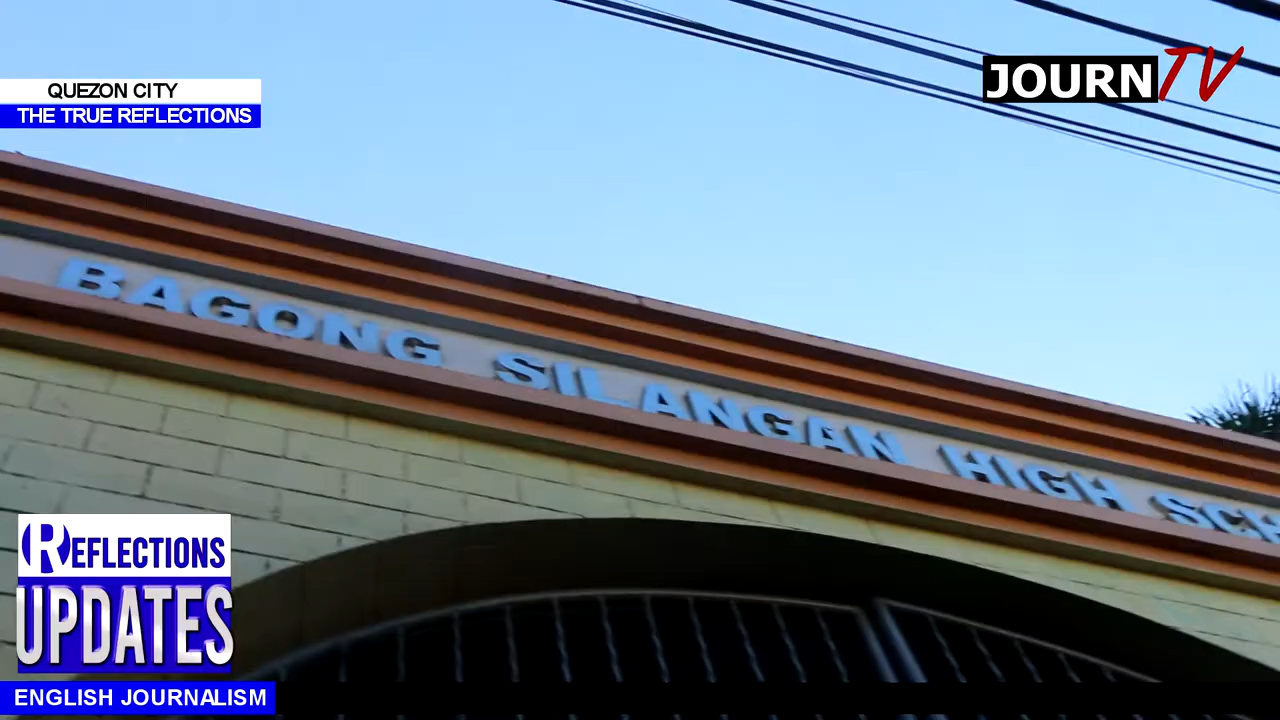 JOURNTV
QUEZON CITY
THE TRUE REFLECTIONS
BAGONG SILANGAN HIGH
REFLECTIONS
UPDATES
ENGLISH JOURNALISM